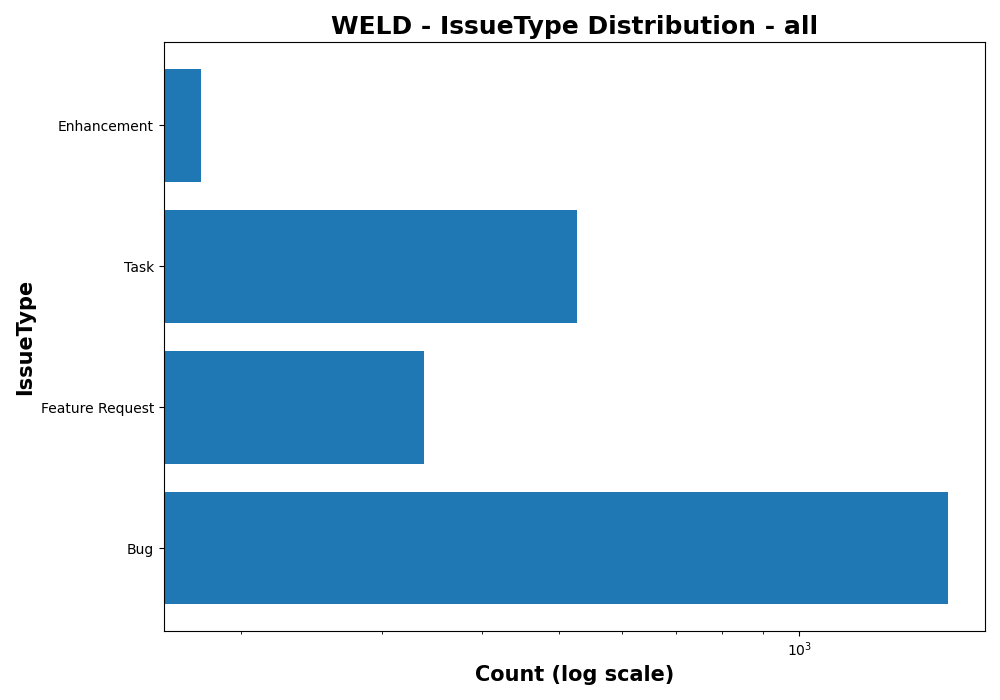 WELD - IssueType Distribution - all
IssueType
Enhancement
Task
Feature Request
Bug
10³
Count (log scale)